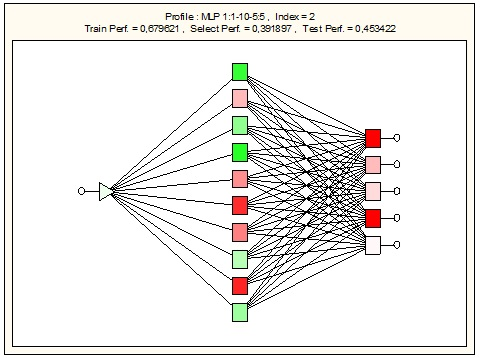 Profile : MLP 1:1-10-5:5 , Index = 2
Train Perf. = 0,679621 , Select Perf. = 0,391897 , Test Perf. = 0,453422